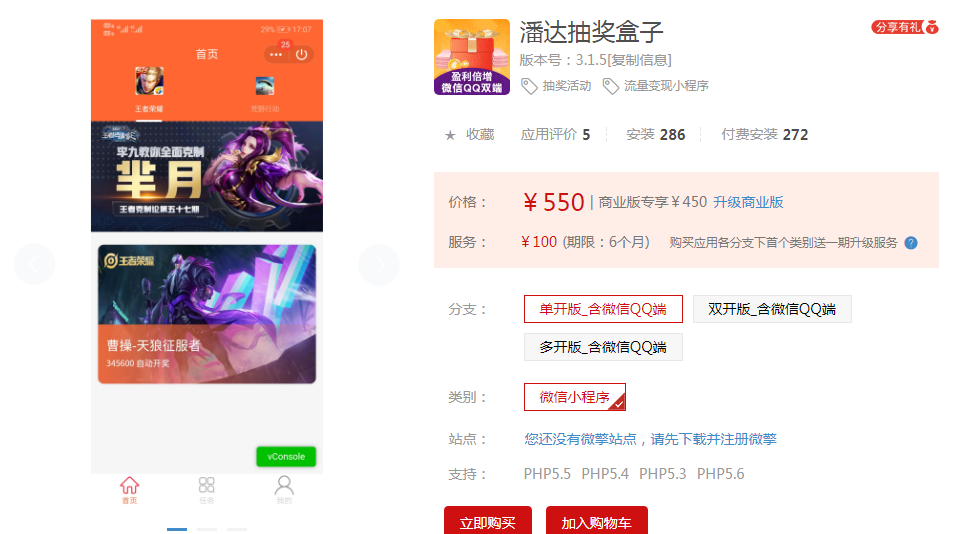 29% 17:07
首页
25
王者荣耀
荒野行动
李九教你全面克制
芈月
王者克制论第五十七期
王者荣耀
曹操-天狼征服者
345600 自动开奖
vConsole
首页
任务
我的
盈利倍增
微信QQ双端
潘达抽奖盒子
分享有礼
版本号：3.1.5[复制信息]
抽奖活动 流量变现小程序
收藏 应用评价 5 安装 286 付费安装 272
价格： ￥550 | 商业版专享￥450 升级商业版
服务： ￥100 (期限：6个月) 购买应用各分支下首个类别送一期升级服务 ?
分支： 单开版_含微信QQ端 双开版_含微信QQ端
多开版_含微信QQ端
类别： 微信小程序
站点： 您还没有微擎站点，请先下载并注册微擎
支持： PHP5.5 PHP5.4 PHP5.3 PHP5.6
立即购买 加入购物车